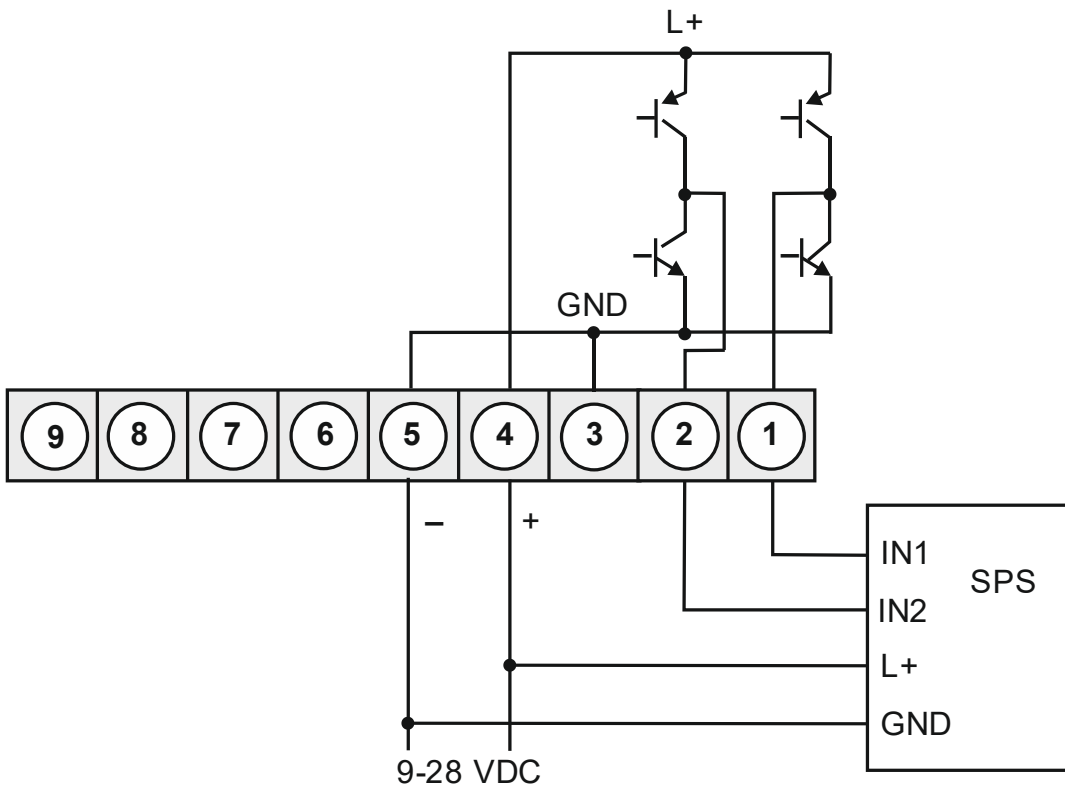 L+
GND
9 8 7 6 5 4 3 2 1
– +
IN1
SPS
IN2
L+
GND
9-28 VDC